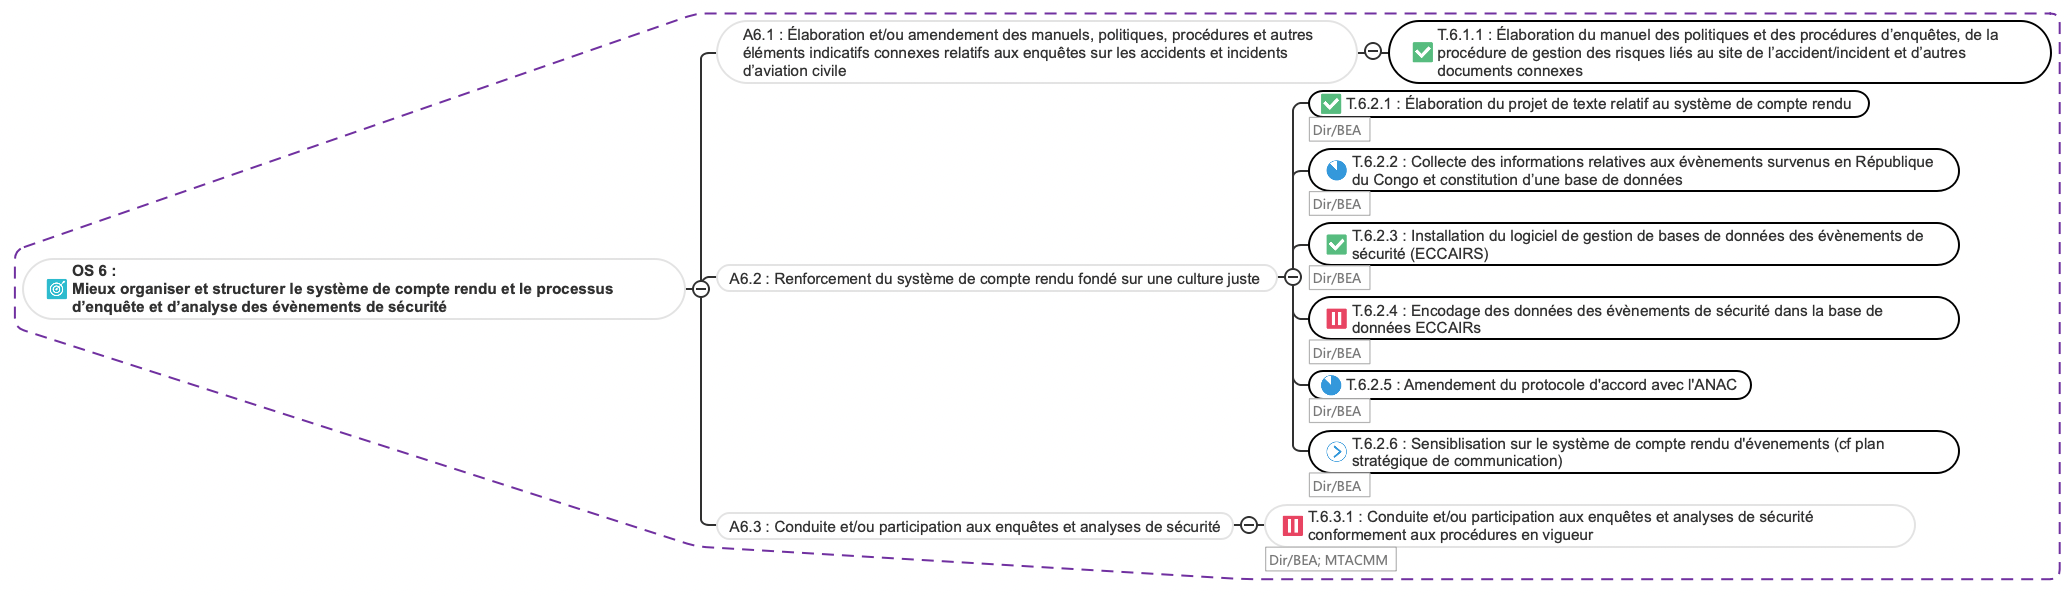 OS 6 :
Mieux organiser et structurer le système de compte rendu et le processus
d’enquête et d’analyse des évènements de sécurité
A6.1 : Élaboration et/ou amendement des manuels, politiques, procédures et autres
éléments indicatifs connexes relatifs aux enquêtes sur les accidents et incidents
d’aviation civile
T.6.1.1 : Élaboration du manuel des politiques et des procédures d’enquêtes, de la
procédure de gestion des risques liés au site de l’accident/incident et d’autres
documents connexes
A6.2 : Renforcement du système de compte rendu fondé sur une culture juste
T.6.2.1 : Élaboration du projet de texte relatif au système de compte rendu
Dir/BEA
T.6.2.2 : Collecte des informations relatives aux évènements survenus en République
du Congo et constitution d’une base de données
Dir/BEA
T.6.2.3 : Installation du logiciel de gestion de bases de données des évènements de
sécurité (ECCAIRS)
Dir/BEA
T.6.2.4 : Encodage des données des évènements de sécurité dans la base de
données ECCAIRs
Dir/BEA
T.6.2.5 : Amendement du protocole d'accord avec l'ANAC
Dir/BEA
T.6.2.6 : Sensiblisation sur le système de compte rendu d'évenements (cf plan
stratégique de communication)
Dir/BEA
A6.3 : Conduite et/ou participation aux enquêtes et analyses de sécurité
T.6.3.1 : Conduite et/ou participation aux enquêtes et analyses de sécurité
conformement aux procédures en vigueur
Dir/BEA; MTACMM